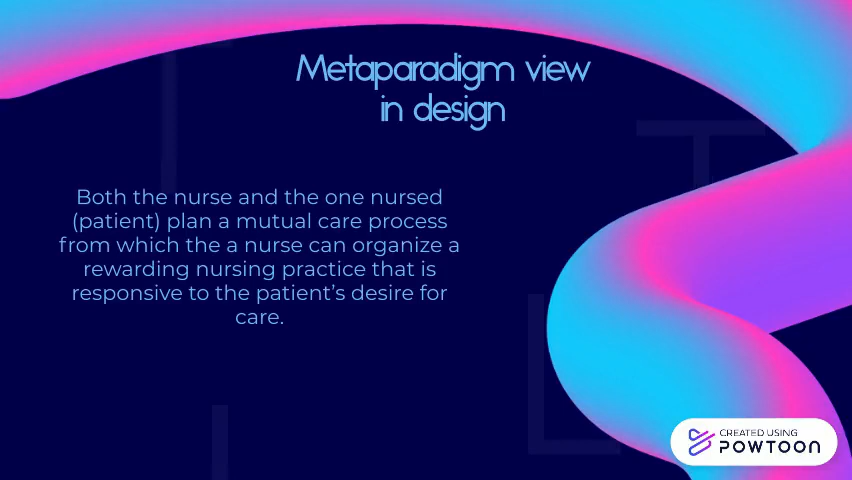 Metaparadigm view
in design
Both the nurse and the one nursed
(patient) plan a mutual care process
from which the a nurse can organize a
rewarding nursing practice that is
responsive to the patient's desire for
care.
CREATED USING
POWTOON